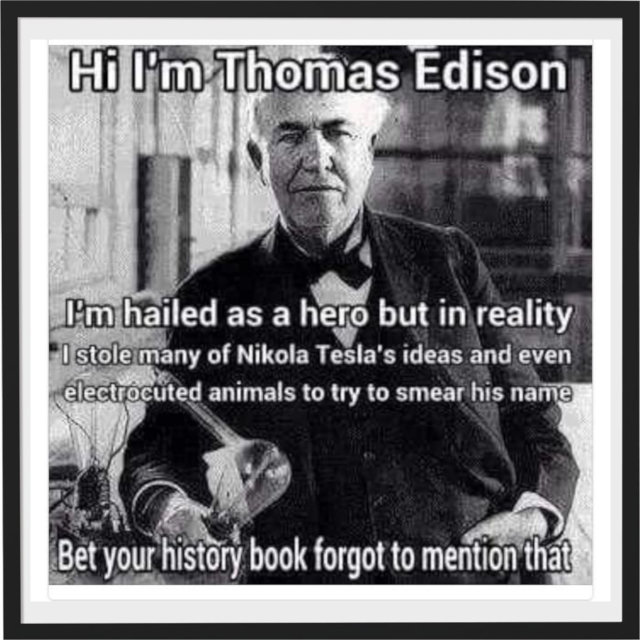 Hi I'm Thomas Edison
I'm hailed as a hero but in reality
I stole many of Nikola Tesla's ideas and even
electrocuted animals to try to smear his name
Bet your history book forgot to mention that